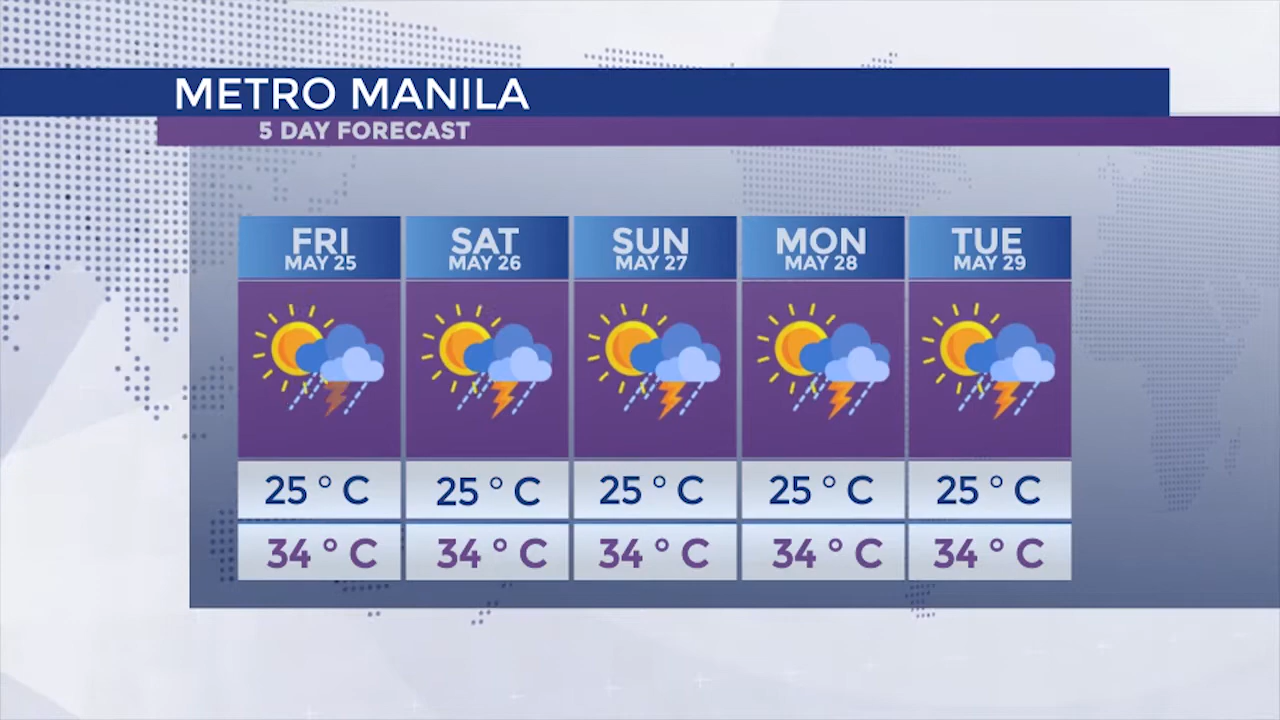 METRO MANILA
5 DAY FORECAST
FRI SAT SUN MON TUE
MAY 25 MAY 26 MAY 27 MAY 28 MAY 29
25 ° C 25 ° C 25 ° C 25 ° C 25 ° C
34 ° C 34 ° C 34 ° C 34 ° C 34 ° C